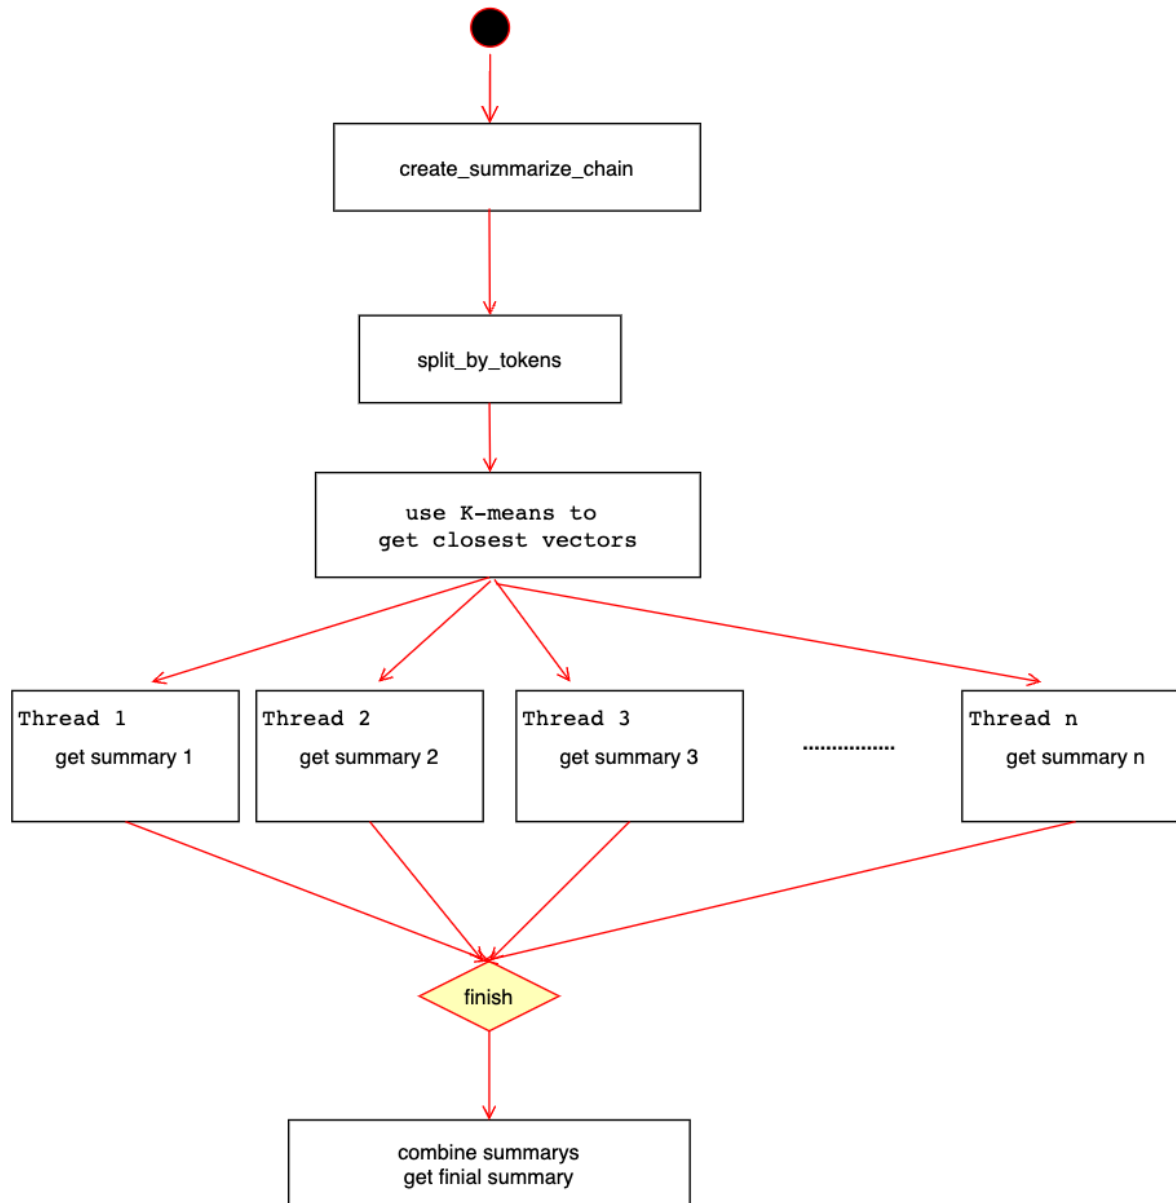 create_summarize_chain
split_by_tokens
use K-means to
get closest vectors
Thread 1
get summary 1
Thread 2
get summary 2
Thread 3
get summary 3
................
Thread n
get summary n
finish
combine summarys
get finial summary